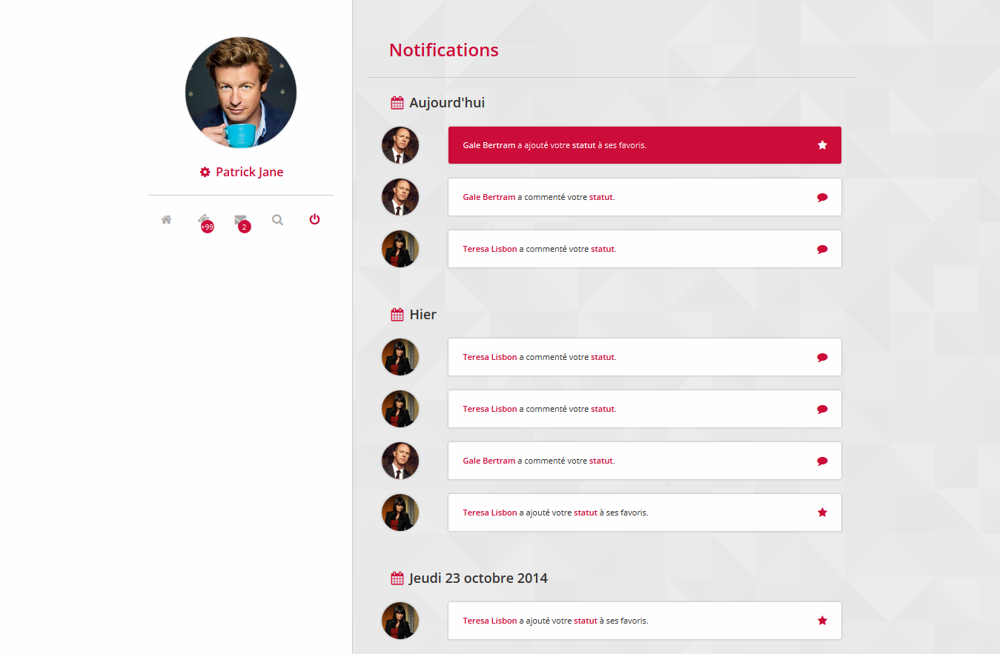 Patrick Jane
+99
2
Notifications
Aujourd'hui
Gale Bertram a ajouté votre statut à ses favoris.
Gale Bertram a commenté votre statut.
Teresa Lisbon a commenté votre statut.
Hier
Teresa Lisbon a commenté votre statut.
Teresa Lisbon a commenté votre statut.
Gale Bertram a commenté votre statut.
Teresa Lisbon a ajouté votre statut à ses favoris.
Jeudi 23 octobre 2014
Teresa Lisbon a ajouté votre statut à ses favoris.